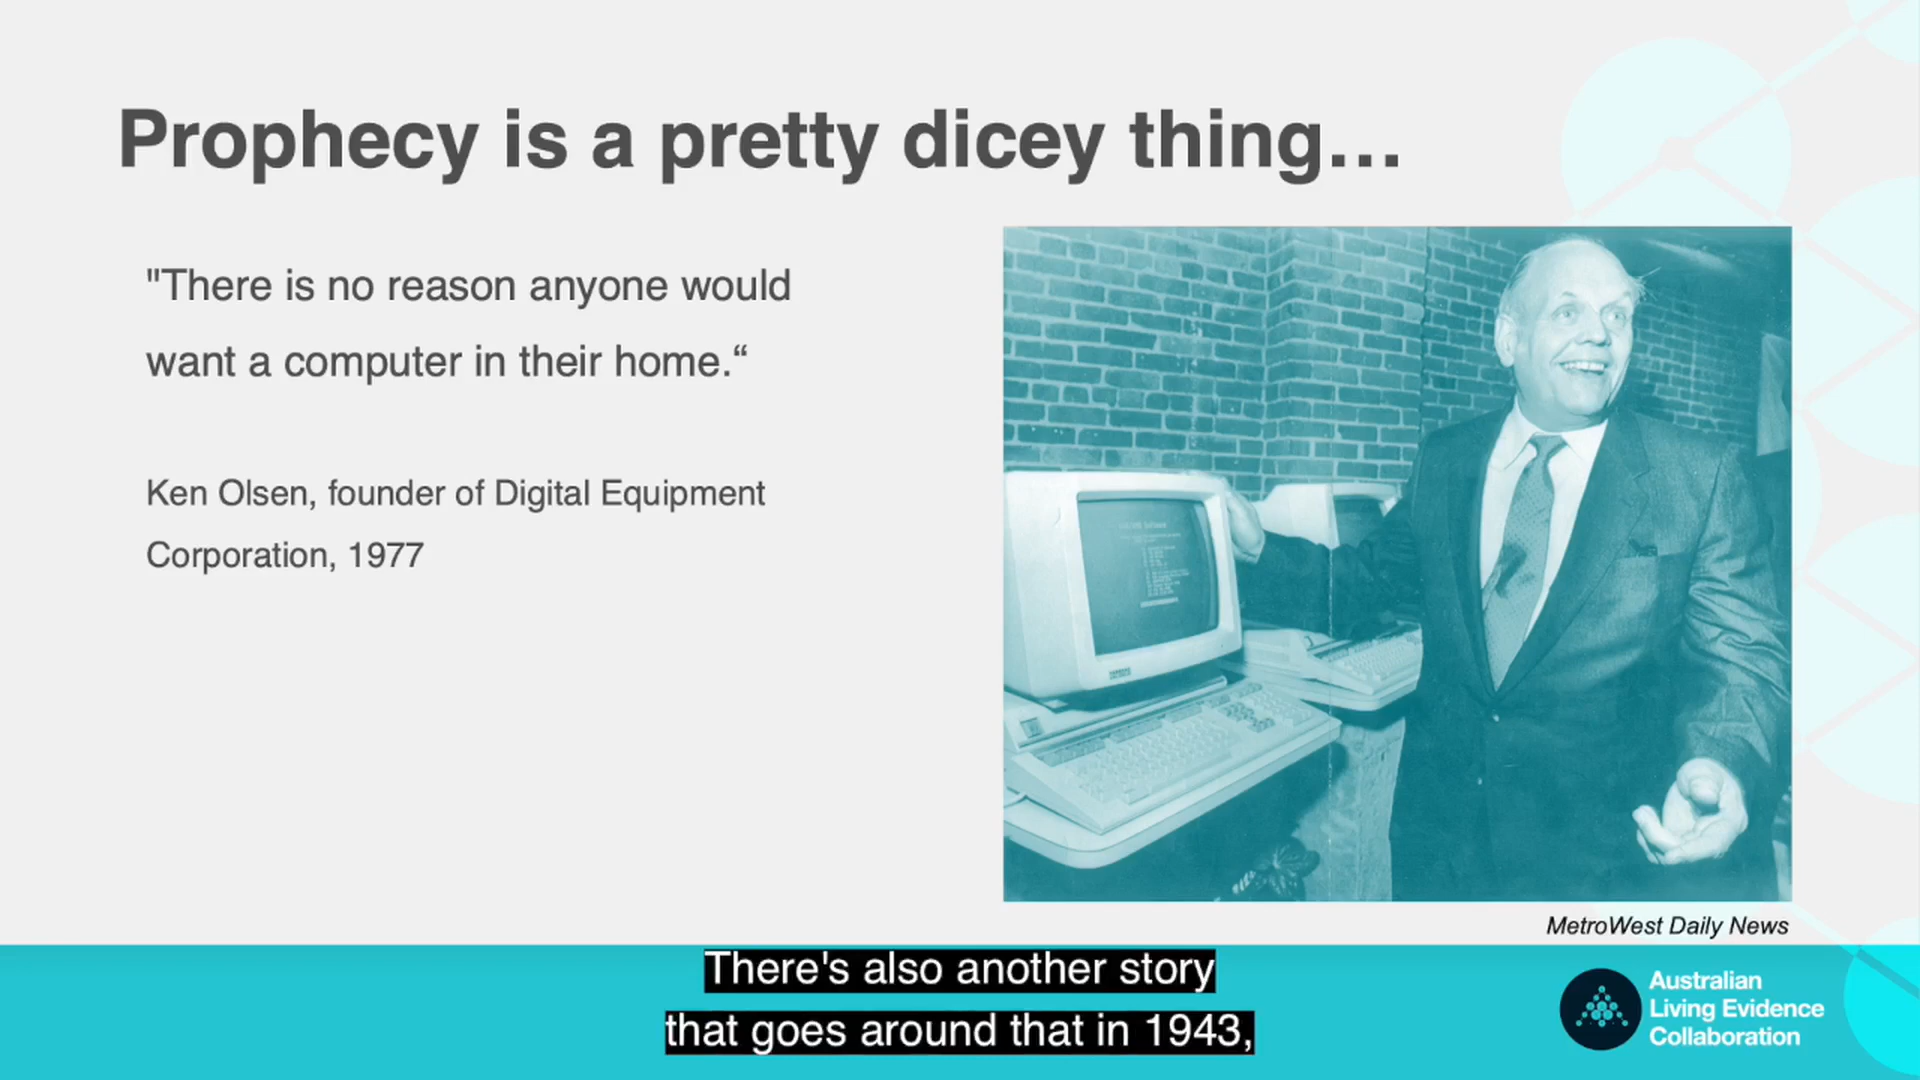 Prophecy is a pretty dicey thing...
"There is no reason anyone would
want a computer in their home.“
Ken Olsen, founder of Digital Equipment
Corporation, 1977
MetroWest Daily News
There's also another story
that goes around that in 1943,
Australian
Living Evidence
Collaboration